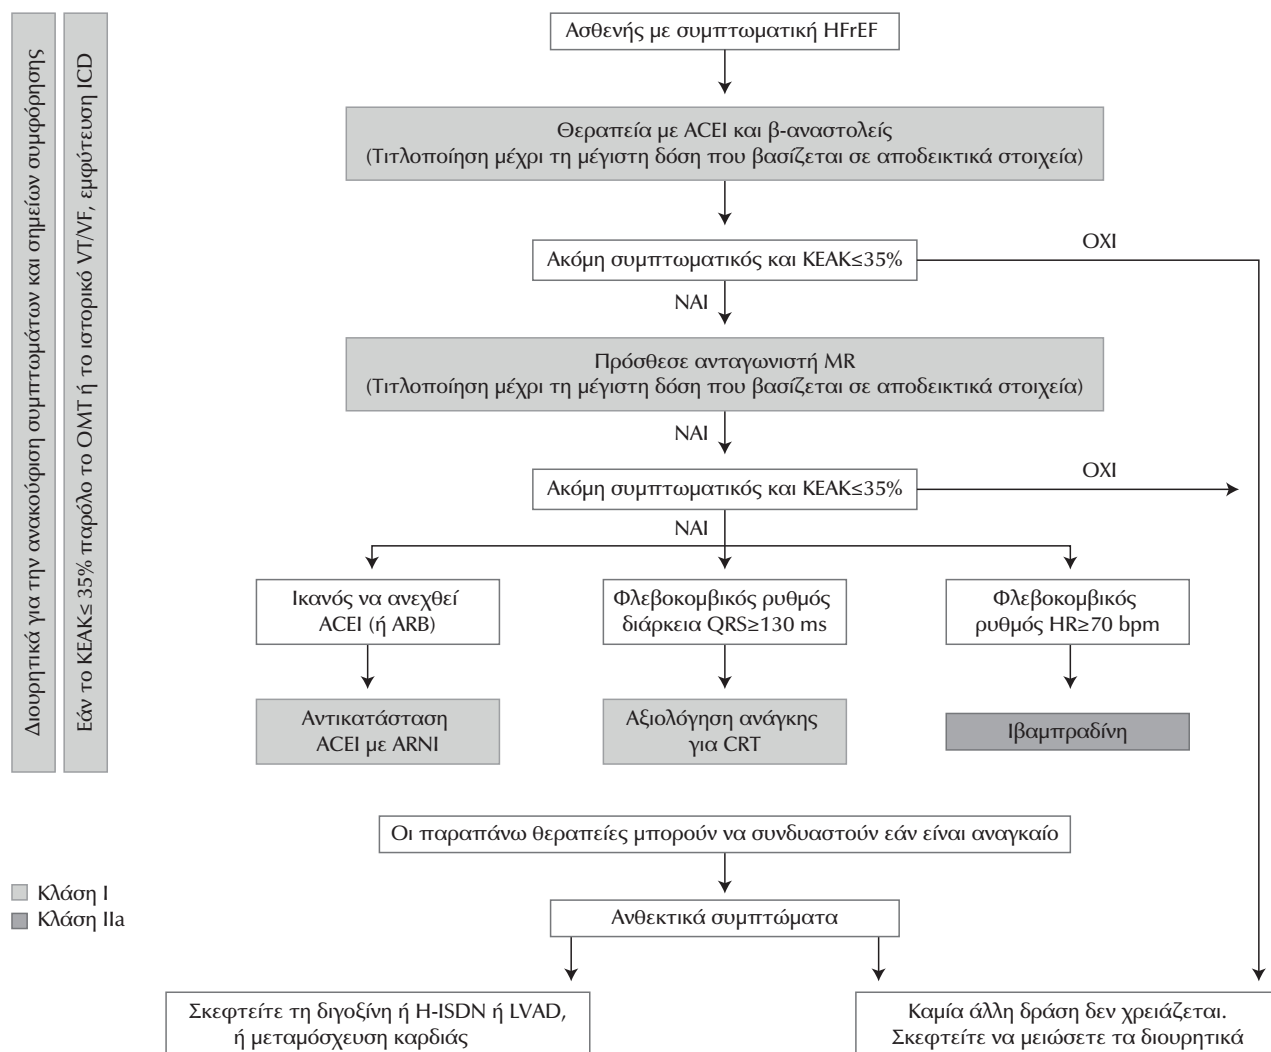 Διουρητικά για την ανακούφιση συμπτωμάτων και σημείων συμφόρησης
Εάν το ΚΕΑΚ≤ 35% παρόλο το OMT ή το ιστορικό VT/VF, εμφύτευση ICD
Ασθενής με συμπτωματική HFrEF
Θεραπεία με ACEI και β-αναστολείς
(Τιτλοποίηση μέχρι τη μέγιστη δόση που βασίζεται σε αποδεικτικά στοιχεία)
Ακόμη συμπτωματικός και ΚΕΑΚ≤35%
ΟΧΙ
ΝΑΙ
Πρόσθεσε ανταγωνιστή MR
(Τιτλοποίηση μέχρι τη μέγιστη δόση που βασίζεται σε αποδεικτικά στοιχεία)
ΝΑΙ
Ακόμη συμπτωματικός και ΚΕΑΚ≤35%
ΟΧΙ
ΝΑΙ
Ικανός να ανεχθεί
ACEI (ή ARB)
Φλεβοκομβικός ρυθμός
διάρκεια QRS≥130 ms
Φλεβοκομβικός
ρυθμός HR≥70 bpm
Αντικατάσταση
ACEI με ARNI
Αξιολόγηση ανάγκης
για CRT
Ιβαμπραδίνη
Οι παραπάνω θεραπείες μπορούν να συνδυαστούν εάν είναι αναγκαίο
Κλάση I
Κλάση IIa
Ανθεκτικά συμπτώματα
Σκεφτείτε τη διγοξίνη ή H-ISDN ή LVAD,
ή μεταμόσχευση καρδιάς
Καμία άλλη δράση δεν χρειάζεται.
Σκεφτείτε να μειώσετε τα διουρητικά